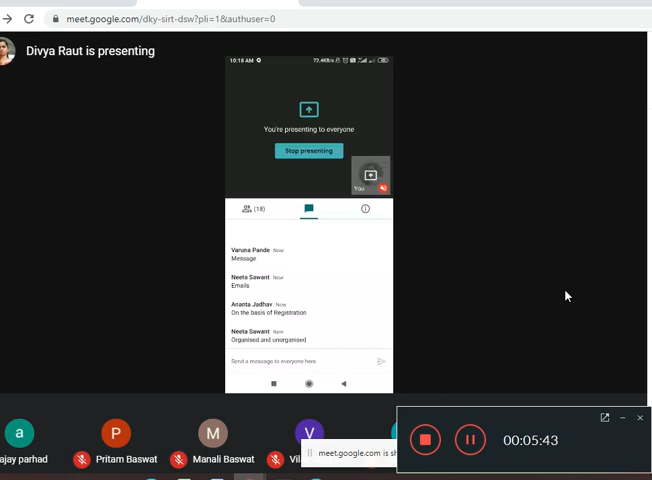 meet.google.com/dky-sirt-dsw?pli=1&authuser=0
Divya Raut is presenting
10:18 AM
You're presenting to everyone
Stop presenting
You
(18)
Varuna Pande Now
Message
Neeta Sawant Now
Emails
Ananta Jadhav Now
On the basis of Registration
Neeta Sawant Now
Organised and unorganised
Send a message to everyone here
a
P
M
V
ajay parhad
Pritam Baswat
Manali Baswat
meet.google.com is
00:05:43